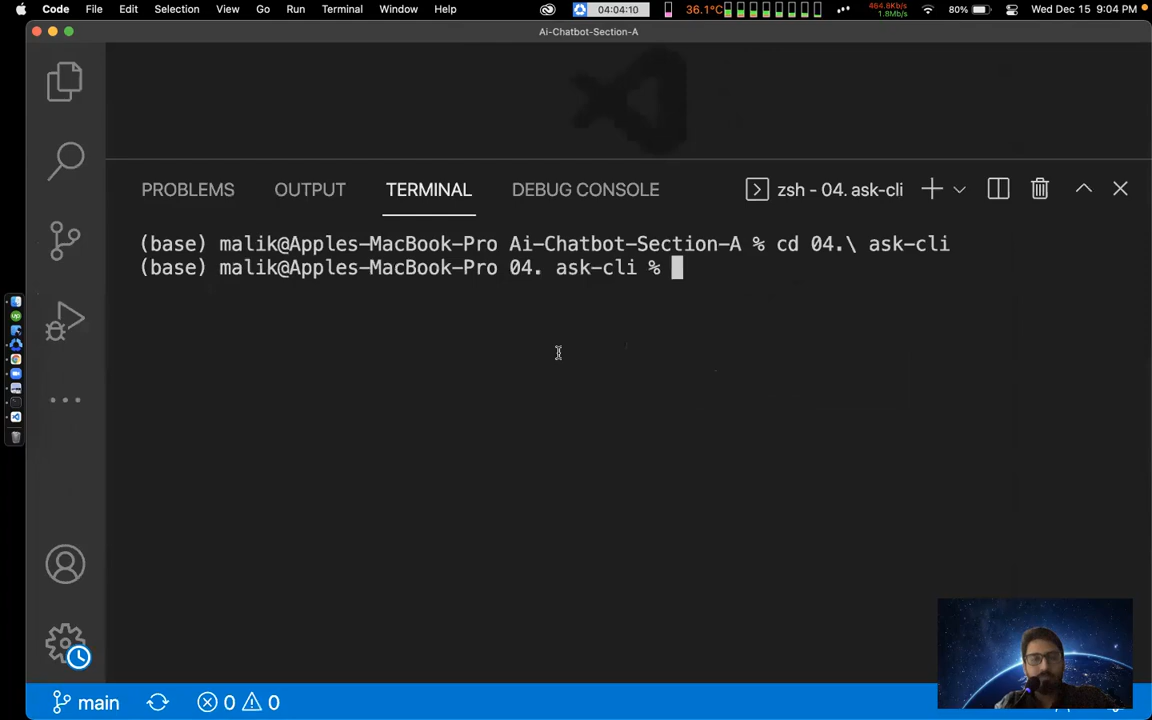 Code File Edit Selection View Go Run Terminal Window Help 04:04:10 36.1°C 80% Wed Dec 15 9:04 PM
1.8Mb/s
Ai-Chatbot-Section-A
PROBLEMS OUTPUT TERMINAL DEBUG CONSOLE zsh - 04. ask-cli
(base) malik@Apples-MacBook-Pro Ai-Chatbot-Section-A % cd 04.\ ask-cli
(base) malik@Apples-MacBook-Pro 04. ask-cli %
main 0 0